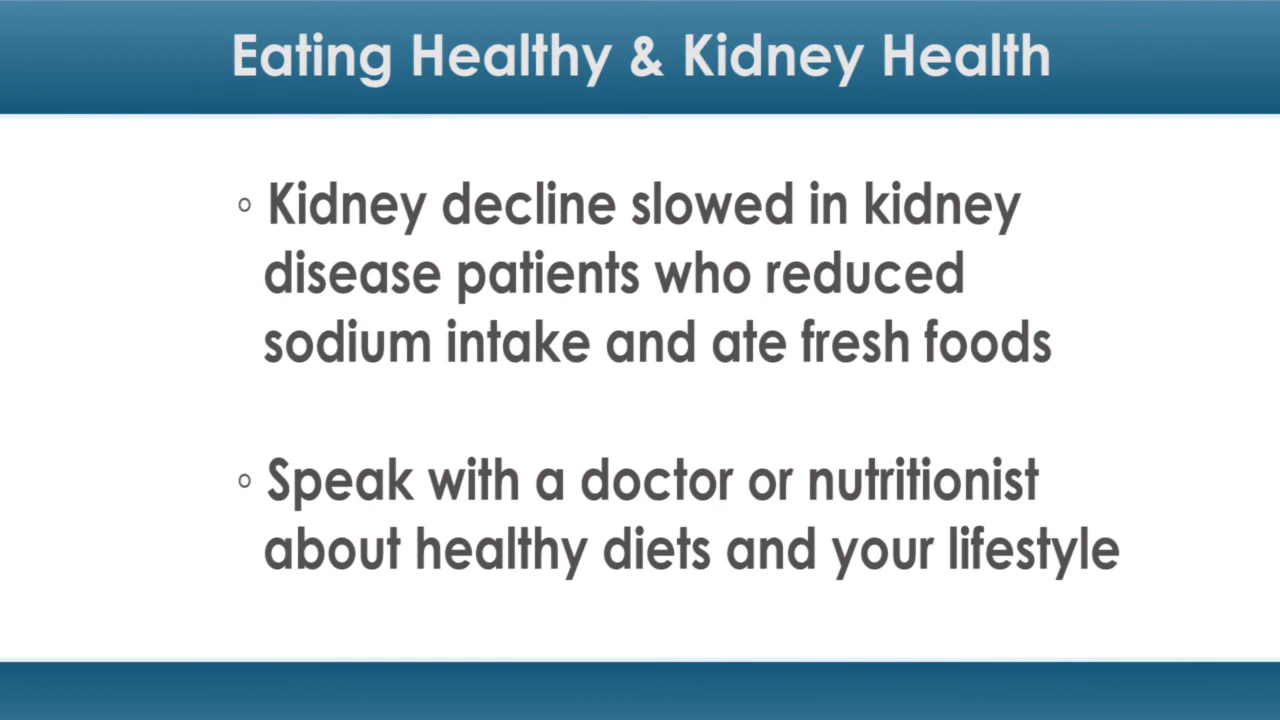 Eating Healthy & Kidney Health
◦ Kidney decline slowed in kidney
disease patients who reduced
sodium intake and ate fresh foods
◦ Speak with a doctor or nutritionist
about healthy diets and your lifestyle